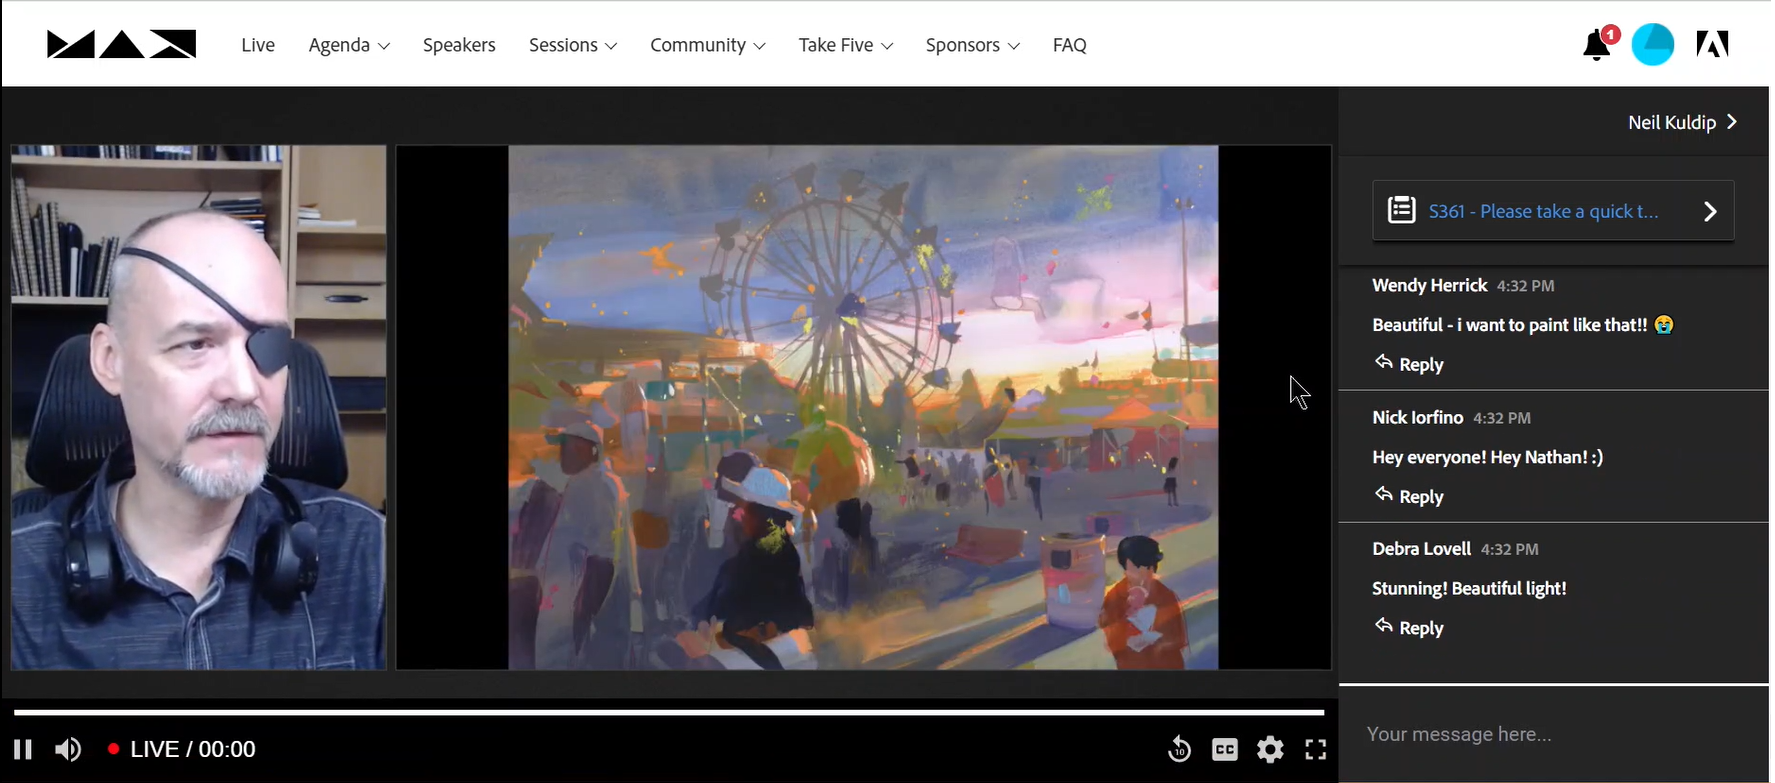 MAX
Live
Agenda
Speakers
Sessions
Community
Take Five
Sponsors
FAQ
1
Neil Kuldip
S361 - Please take a quick t...
Wendy Herrick 4:32 PM
Beautiful - i want to paint like that!! 😭
Reply
Nick Iorfino 4:32 PM
Hey everyone! Hey Nathan! :)
Reply
Debra Lovell 4:32 PM
Stunning! Beautiful light!
Reply
Your message here...
LIVE / 00:00
10
CC